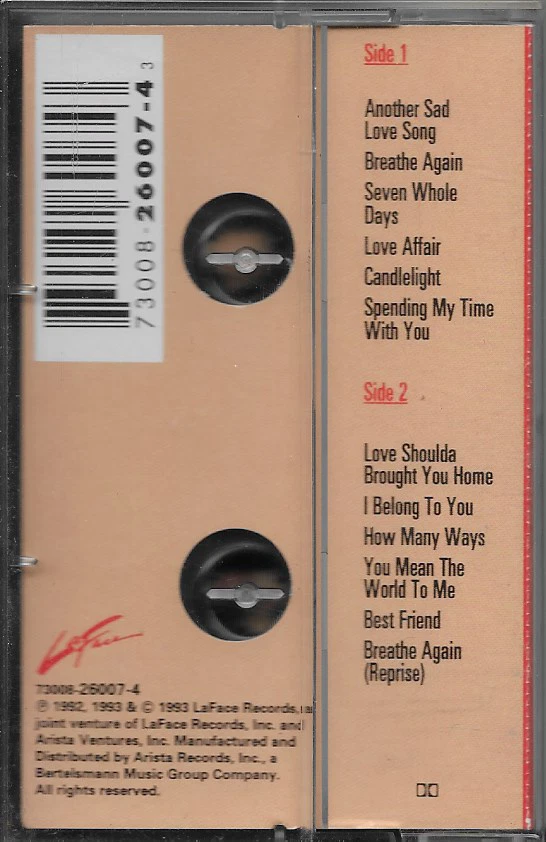 3
73008-26007-4
Side 1
Another Sad
Love Song
Breathe Again
Seven Whole
Days
Love Affair
Candlelight
Spending My Time
With You
Side 2
Love Shoulda
Brought You Home
I Belong To You
How Many Ways
You Mean The
World To Me
Best Friend
Breathe Again
(Reprise)
LaFace
73008-26007-4
℗ 1992, 1993 & © 1993 LaFace Records, a
joint venture of LaFace Records, Inc. and
Arista Ventures, Inc. Manufactured and
Distributed by Arista Records, Inc., a
Bertelsmann Music Group Company.
All rights reserved.